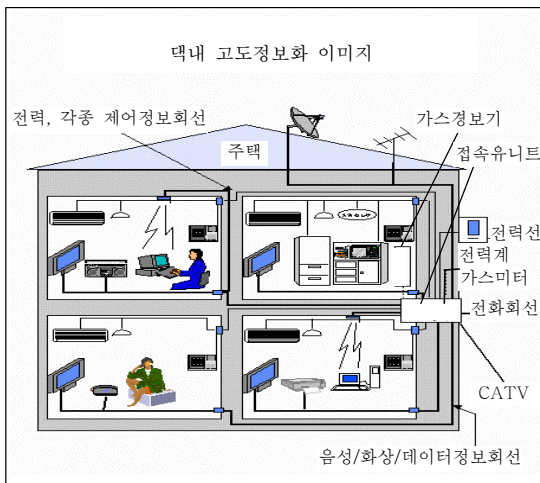 댁내 고도정보화 이미지
전력, 각종 제어정보회선
가스경보기
주택
접속유니트
전력선
전력계
가스미터
전화회선
CATV
음성/화상/데이터정보회선